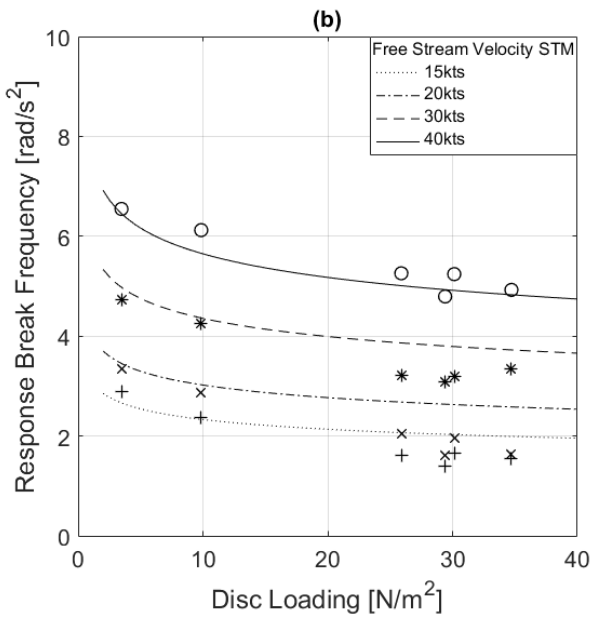 (b)
Free Stream Velocity STM
15kts
20kts
30kts
40kts
Response Break Frequency [rad/s²]
10
8
6
4
2
0
0 10 20 30 40
Disc Loading [N/m²]